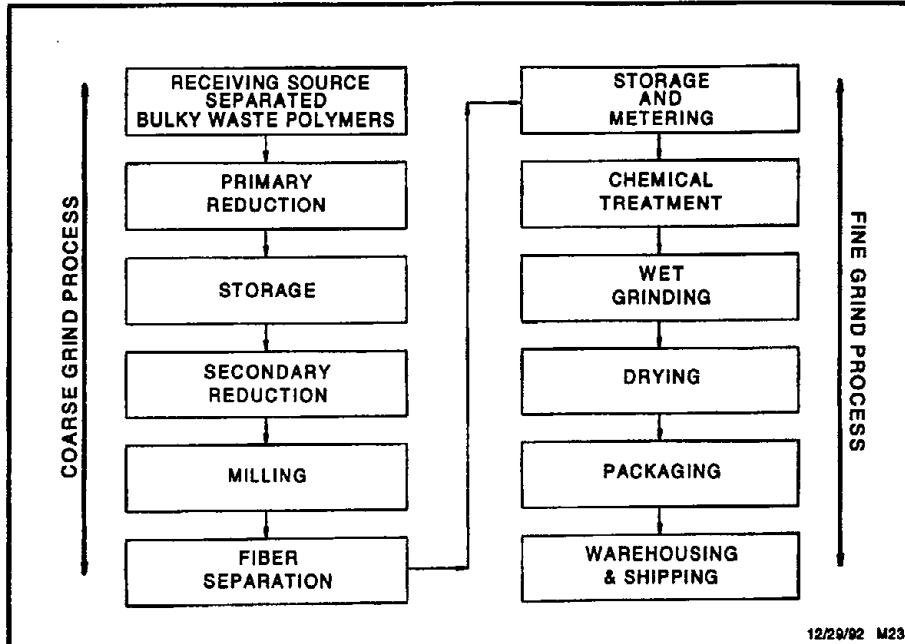 COARSE GRIND PROCESS
RECEIVING SOURCE
SEPARATED
BULKY WASTE POLYMERS
PRIMARY
REDUCTION
STORAGE
SECONDARY
REDUCTION
MILLING
FIBER
SEPARATION
STORAGE
AND
METERING
CHEMICAL
TREATMENT
WET
GRINDING
DRYING
PACKAGING
WAREHOUSING
& SHIPPING
FINE GRIND PROCESS
12/29/92 M23